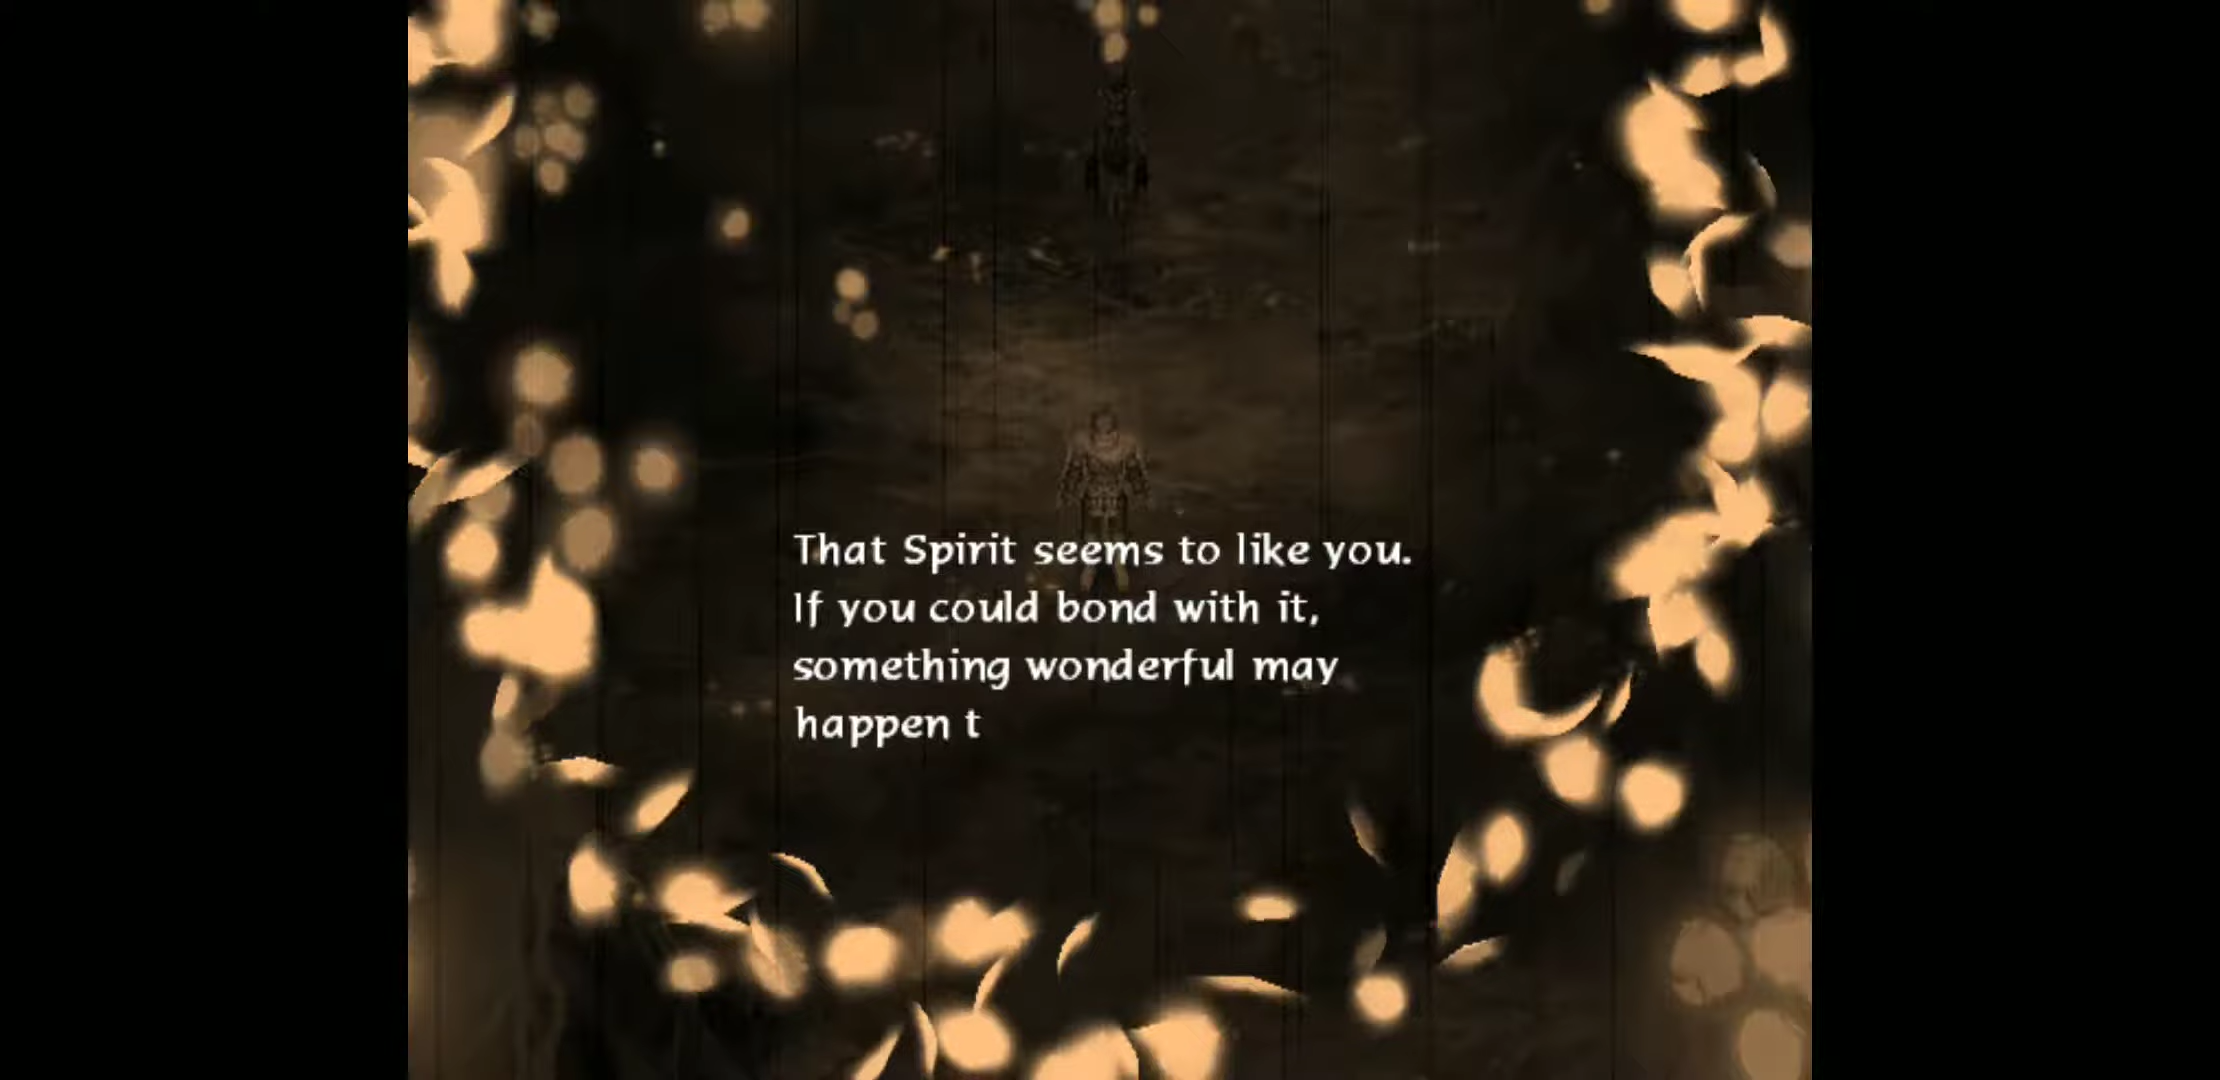 That Spirit seems to like you.
If you could bond with it,
something wonderful may
happen t